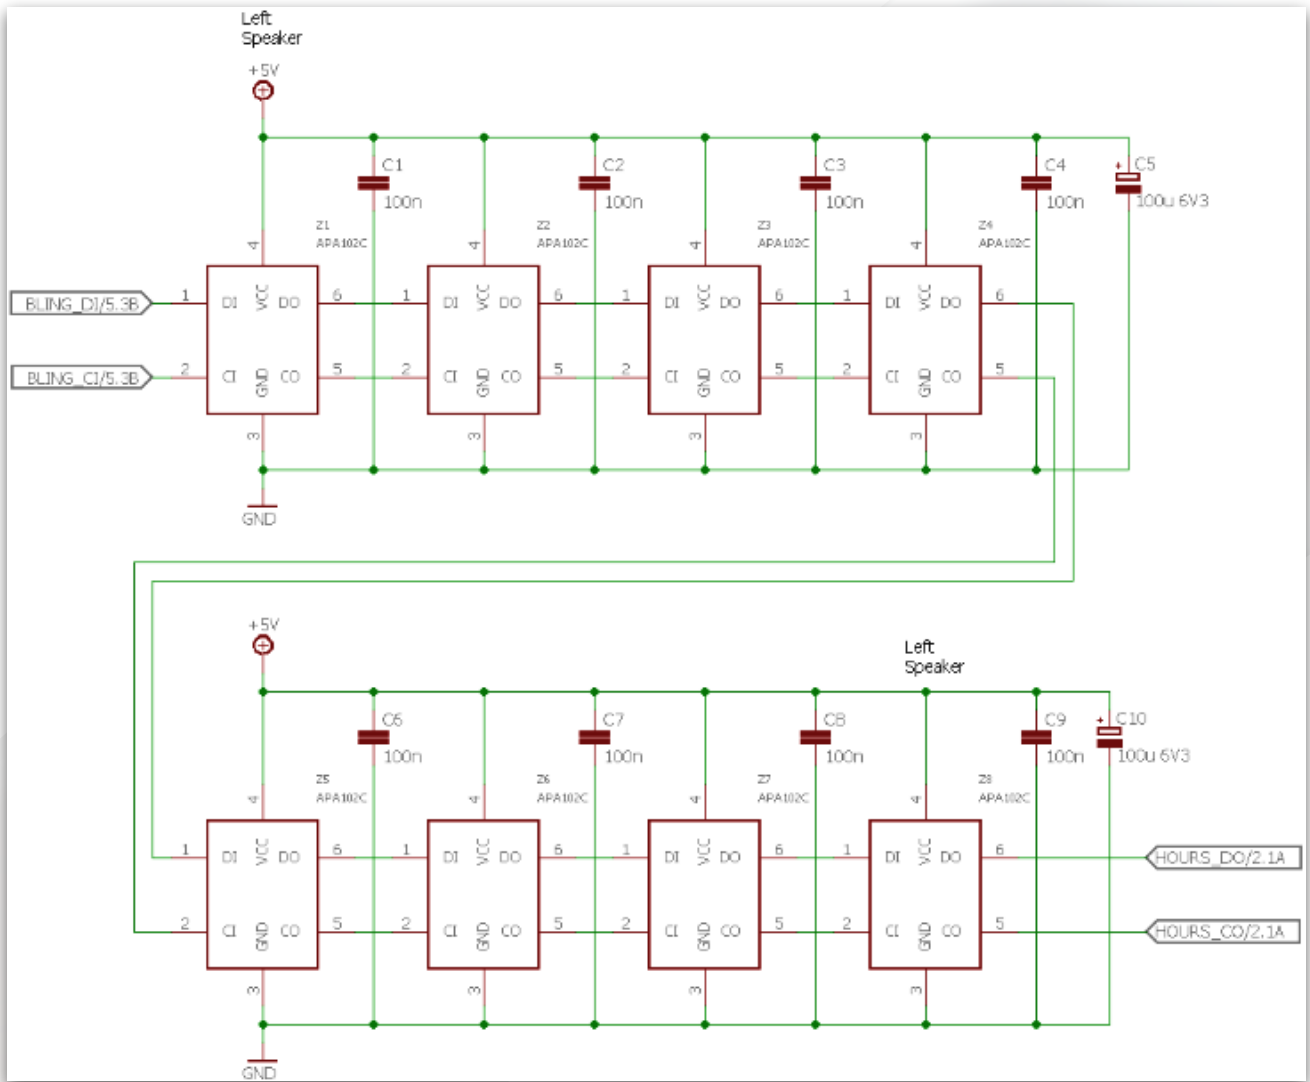 Left
Speaker
+5V
C1
100n
C2
100n
C3
100n
C4
100n
+
C5
100u 6V3
Z1
APA102C
Z2
APA102C
Z3
APA102C
Z4
APA102C
4
4
4
4
BLING_DI/5.3B
1 DI VCC DO 6
1 DI VCC DO 6
1 DI VCC DO 6
1 DI VCC DO 6
BLING_CI/5.3B
2 CI GND CO 5
2 CI GND CO 5
2 CI GND CO 5
2 CI GND CO 5
3
3
3
3
GND
+5V
Left
Speaker
C6
100n
C7
100n
C8
100n
C9
100n
+
C10
100u 6V3
Z5
APA102C
Z6
APA102C
Z7
APA102C
Z8
APA102C
4
4
4
4
1 DI VCC DO 6
1 DI VCC DO 6
1 DI VCC DO 6
1 DI VCC DO 6
HOURS_DO/2.1A
2 CI GND CO 5
2 CI GND CO 5
2 CI GND CO 5
2 CI GND CO 5
HOURS_CO/2.1A
3
3
3
3
GND